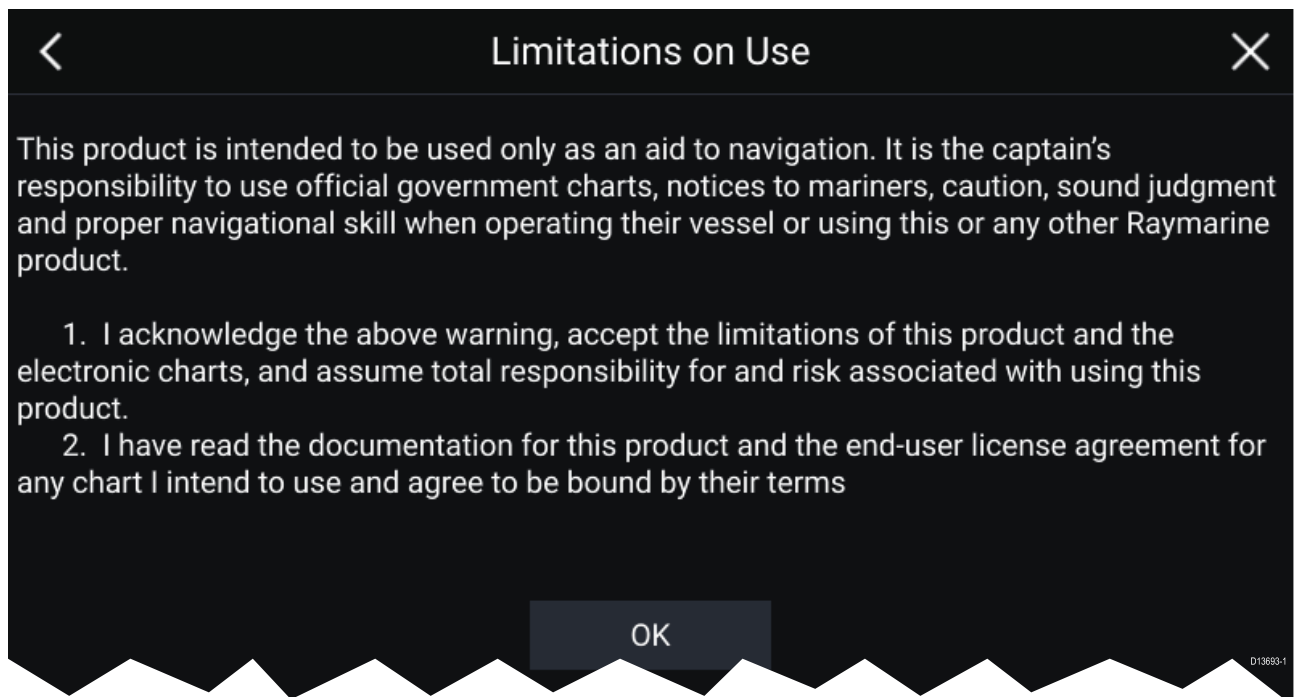 Limitations on Use
This product is intended to be used only as an aid to navigation. It is the captain’s
responsibility to use official government charts, notices to mariners, caution, sound judgment
and proper navigational skill when operating their vessel or using this or any other Raymarine
product.
1. I acknowledge the above warning, accept the limitations of this product and the
electronic charts, and assume total responsibility for and risk associated with using this
product.
2. I have read the documentation for this product and the end-user license agreement for
any chart I intend to use and agree to be bound by their terms
OK
D13693-1